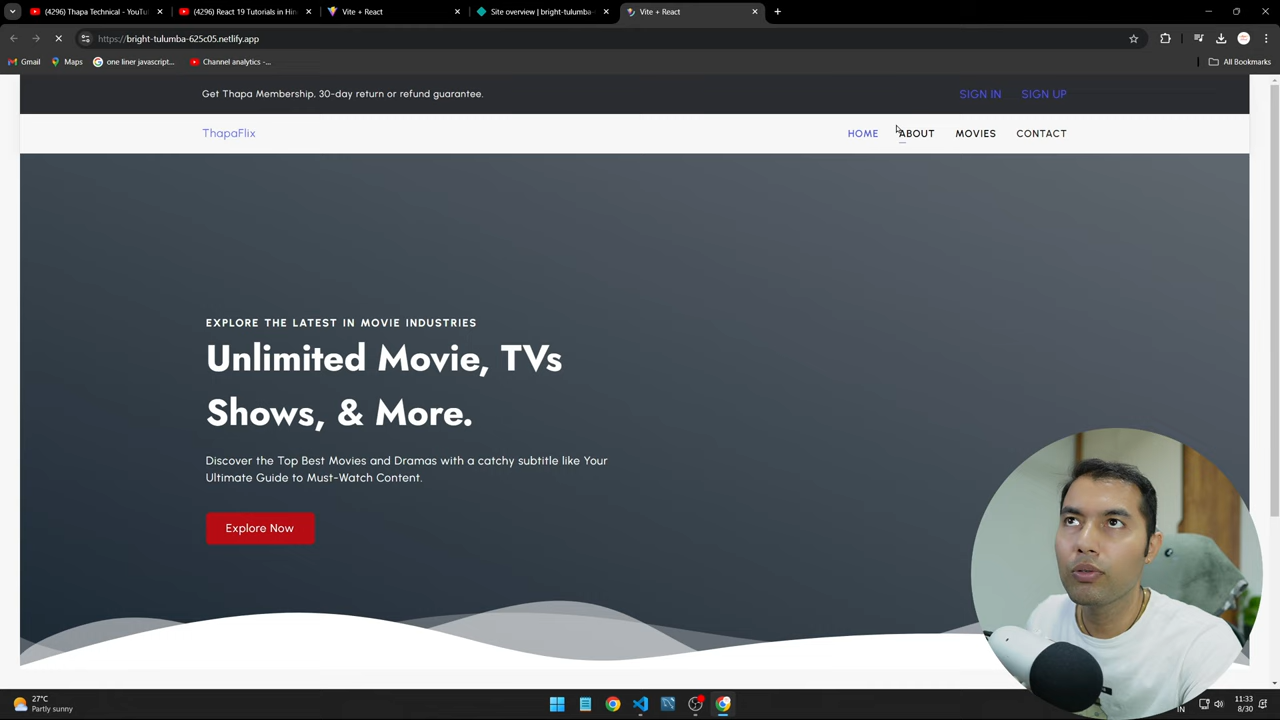 (4296) Thapa Technical - YouTu
(4296) React 19 Tutorials in Hin
Vite + React
Site overview | bright-tulumba-
Vite + React
https://bright-tulumba-625c05.netlify.app
Gmail
Maps
one liner javascript...
Channel analytics -...
All Bookmarks
Get Thapa Membership, 30-day return or refund guarantee.
SIGN IN
SIGN UP
ThapaFlix
HOME
ABOUT
MOVIES
CONTACT
EXPLORE THE LATEST IN MOVIE INDUSTRIES
Unlimited Movie, TVs
Shows, & More.
Discover the Top Best Movies and Dramas with a catchy subtitle like Your
Ultimate Guide to Must-Watch Content.
Explore Now
27°C
Partly sunny
IN
11:33
8/30